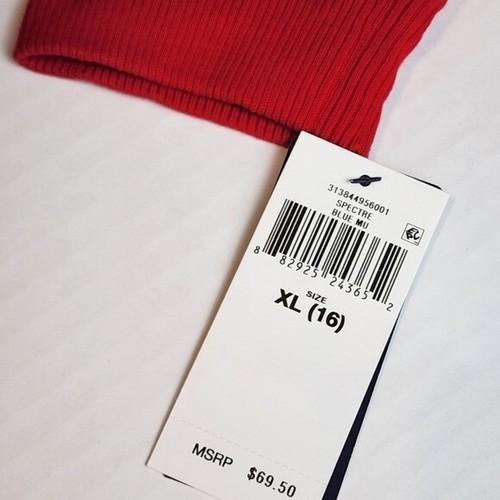 313844956001
SPECTRE
BLUE MU
8 82925 24365 2
SIZE
XL (16)
MSRP $69.50